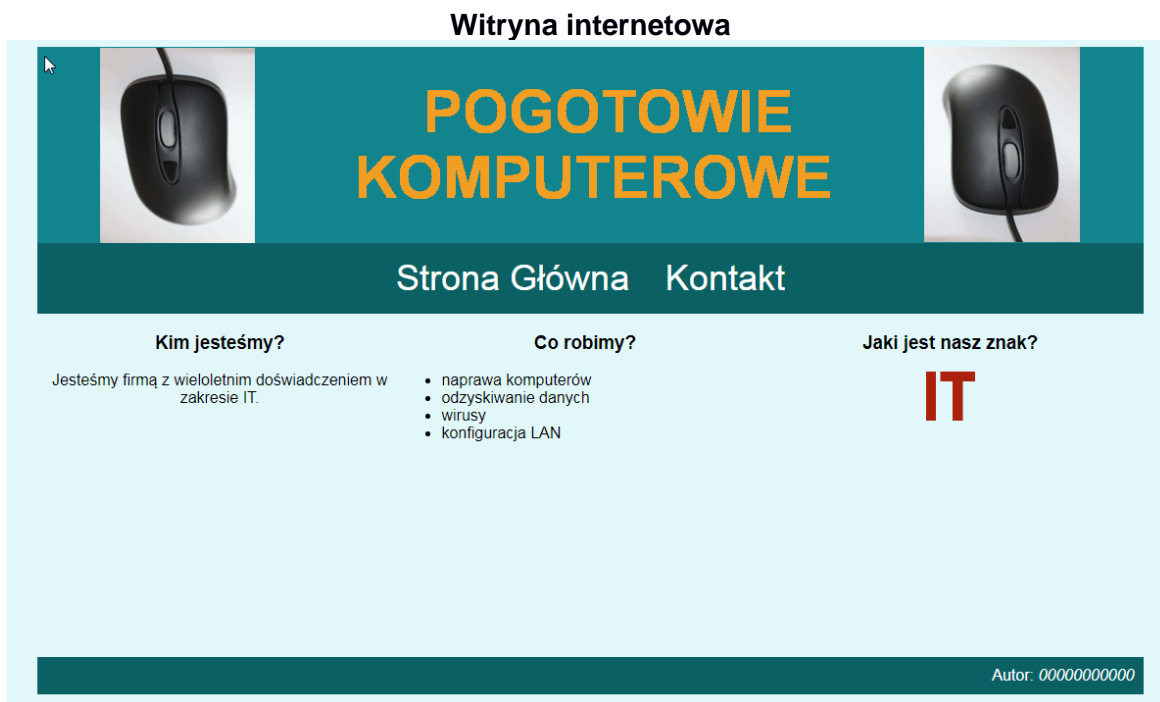 Witryna internetowa
POGOTOWIE
KOMPUTEROWE
Strona Główna Kontakt
Kim jesteśmy?
Jesteśmy firmą z wieloletnim doświadczeniem w
zakresie IT.
Co robimy?
naprawa komputerów
odzyskiwanie danych
wirusy
konfiguracja LAN
Jaki jest nasz znak?
IT
Autor: 00000000000